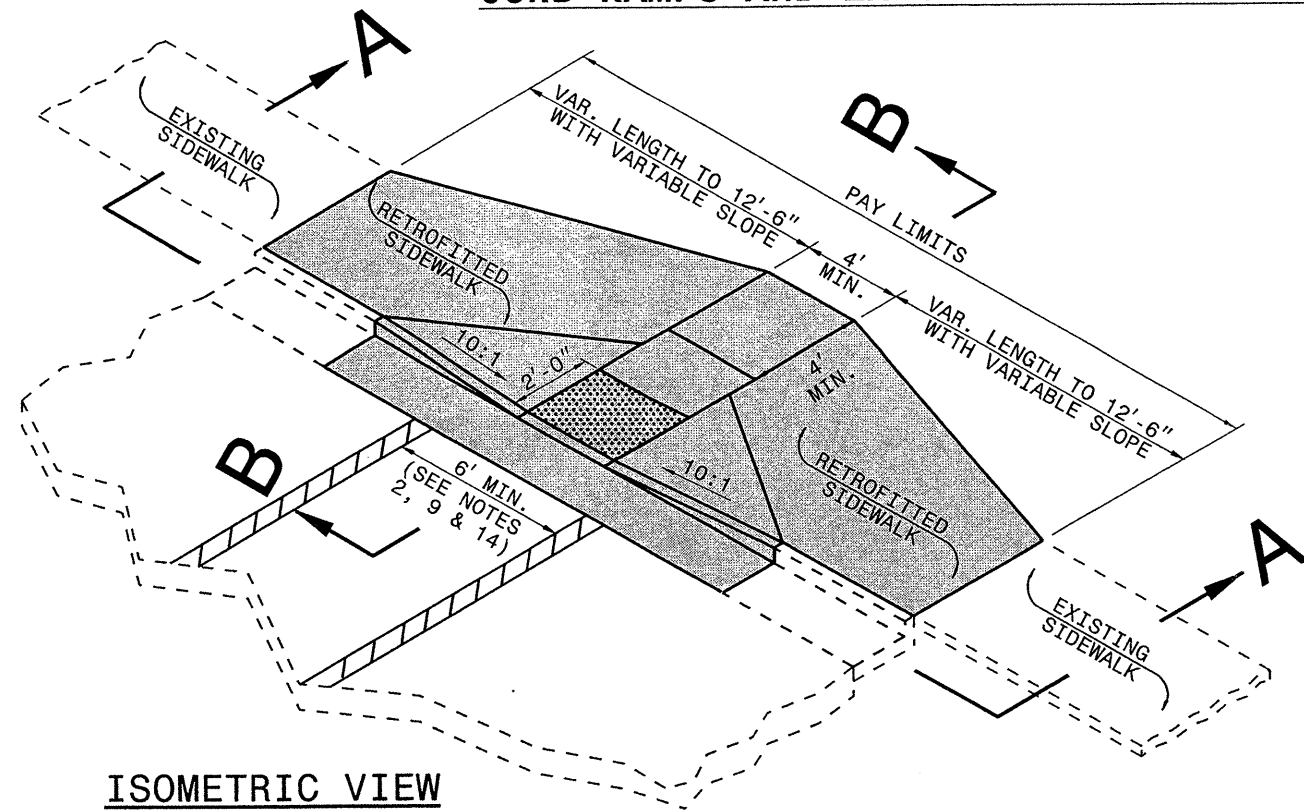 A
B
EXISTING
SIDEWALK
VAR. LENGTH TO 12'-6"
WITH VARIABLE SLOPE
PAY LIMITS
4'
MIN.
VAR. LENGTH TO 12'-6"
WITH VARIABLE SLOPE
RETROFITTED
SIDEWALK
10:1
2'-0"
4'
MIN.
10:1
RETROFITTED
SIDEWALK
B
6' MIN.
(SEE NOTES
2, 9 & 14)
A
EXISTING
SIDEWALK
ISOMETRIC VIEW